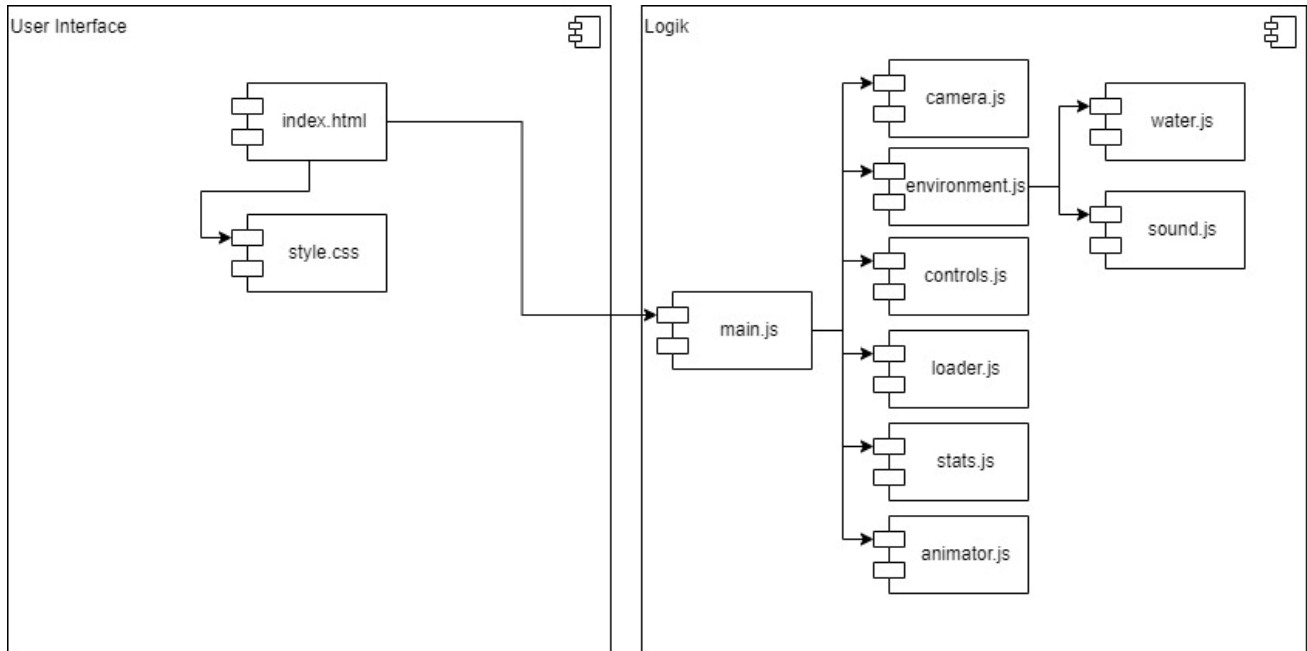 User Interface
index.html
style.css
Logik
main.js
camera.js
environment.js
controls.js
loader.js
stats.js
animator.js
water.js
sound.js